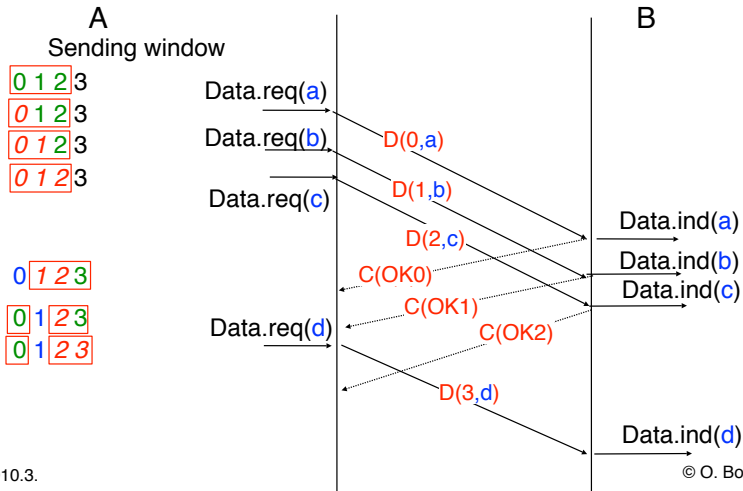 A
B
Sending window
0 1 2 3
0 1 2 3
0 1 2 3
0 1 2 3
Data.req(a)
Data.req(b)
Data.req(c)
D(0,a)
D(1,b)
D(2,c)
Data.ind(a)
Data.ind(b)
Data.ind(c)
C(OK0)
C(OK1)
C(OK2)
0 1 2 3
0 1 2 3
0 1 2 3
Data.req(d)
D(3,d)
Data.ind(d)
10.3.
© O. Bo